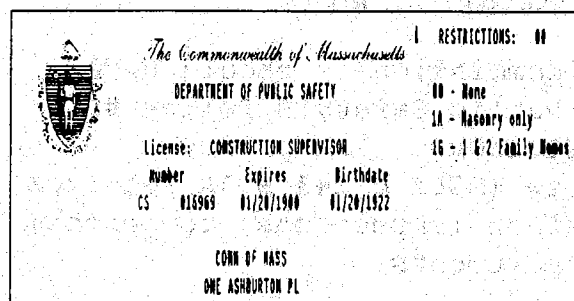 The Commonwealth of Massachusetts
RESTRICTIONS: 00
DEPARTMENT OF PUBLIC SAFETY
00 - None
1A - Masonry only
License: CONSTRUCTION SUPERVISOR
1G - 1 & 2 Family Homes
Number Expires Birthdate
CS 016969 01/20/1900 01/20/1922
COMM OF MASS
ONE ASHBURTON PL